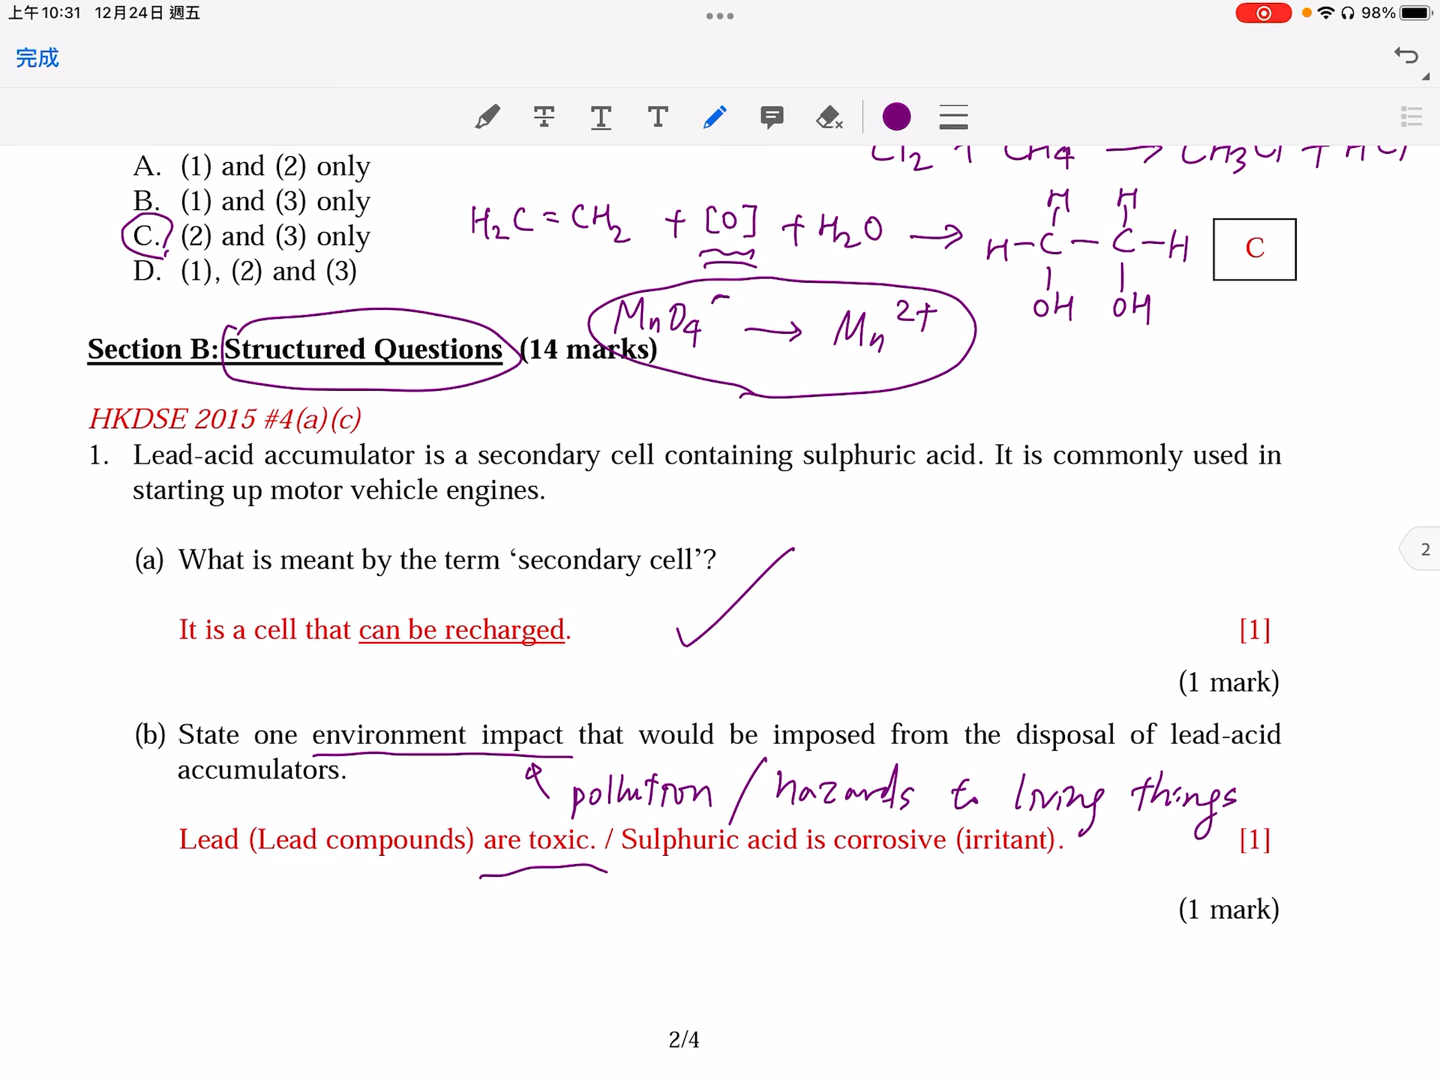 上午10:31 12月24日 週五
98%
完成
Cl₂ + CH₄ → CH₃Cl + HCl
A. (1) and (2) only
B. (1) and (3) only
C. (2) and (3) only
D. (1), (2) and (3)
H₂C=CH₂ + [O] + H₂O →
H H
H-C-C-H
OH OH
C
MnO₄⁻ → Mn²⁺
Section B: Structured Questions (14 marks)
HKDSE 2015 #4(a)(c)
1. Lead-acid accumulator is a secondary cell containing sulphuric acid. It is commonly used in
starting up motor vehicle engines.
(a) What is meant by the term ‘secondary cell’?
2
It is a cell that can be recharged. [1]
(1 mark)
(b) State one environment impact that would be imposed from the disposal of lead-acid
accumulators.
pollution / hazards to living things
Lead (Lead compounds) are toxic. / Sulphuric acid is corrosive (irritant). [1]
(1 mark)
2/4